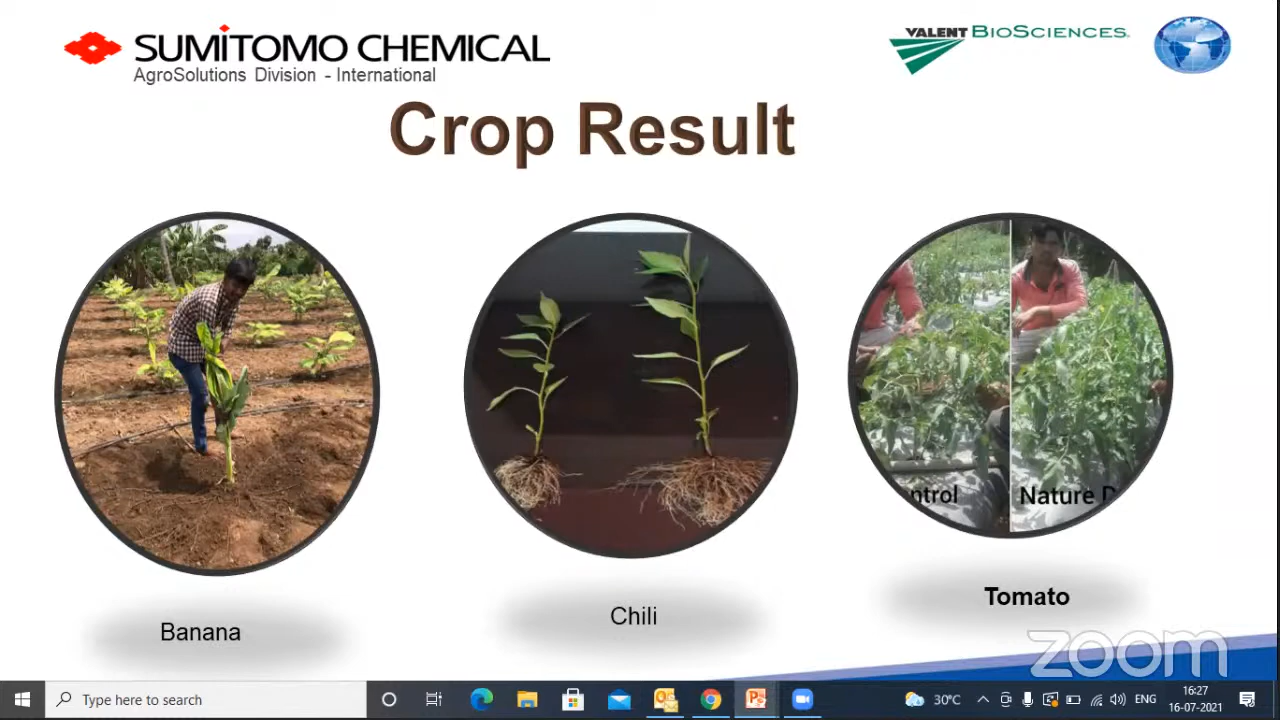 SUMITOMO CHEMICAL
AgroSolutions Division - International
VALENT BIOSCIENCES
Crop Result
ntrol
Nature
Banana
Chili
Tomato
zoom
Type here to search
30°C
ENG
16:27
16-07-2021